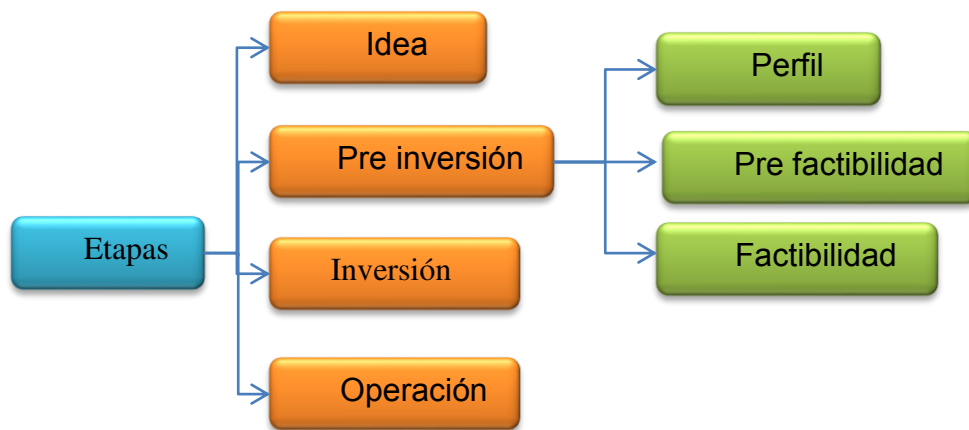 Etapas
Idea
Pre inversión
Inversión
Operación
Perfil
Pre factibilidad
Factibilidad